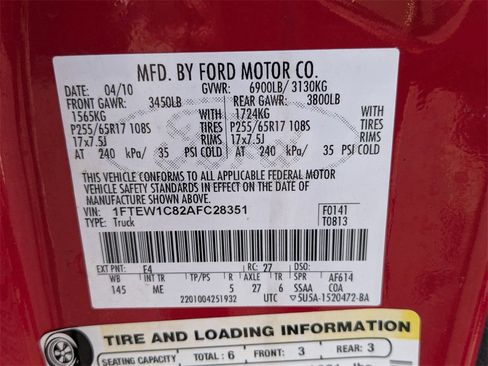 MFD. BY FORD MOTOR CO.
DATE: 04/10 GVWR: 6900LB/ 3130KG
FRONT GAWR: 3450LB REAR GAWR: 3800LB
1565KG WITH 1724KG WITH
P255/65R17 108S TIRES P255/65R17 108S TIRES
17x7.5J RIMS 17x7.5J RIMS
AT 240 kPa/ 35 PSI COLD AT 240 kPa/ 35 PSI COLD
THIS VEHICLE CONFORMS TO ALL APPLICABLE FEDERAL MOTOR
VEHICLE SAFETY STANDARDS IN EFFECT ON THE DATE OF
MANUFACTURE SHOWN ABOVE.
VIN: 1FTEW1C82AFC28351 F0141
TYPE: Truck T0813
EXT PNT: F4 RC: 27 DSO:
WB INT TR TP/PS R AXLE TR SPR AF614
145 ME 5 27 6 SSAA COA
2201004251932 UTC 5U5A-1520472-BA
TIRE AND LOADING INFORMATION
SEATING CAPACITY TOTAL: 6 FRONT: 3 REAR: 3